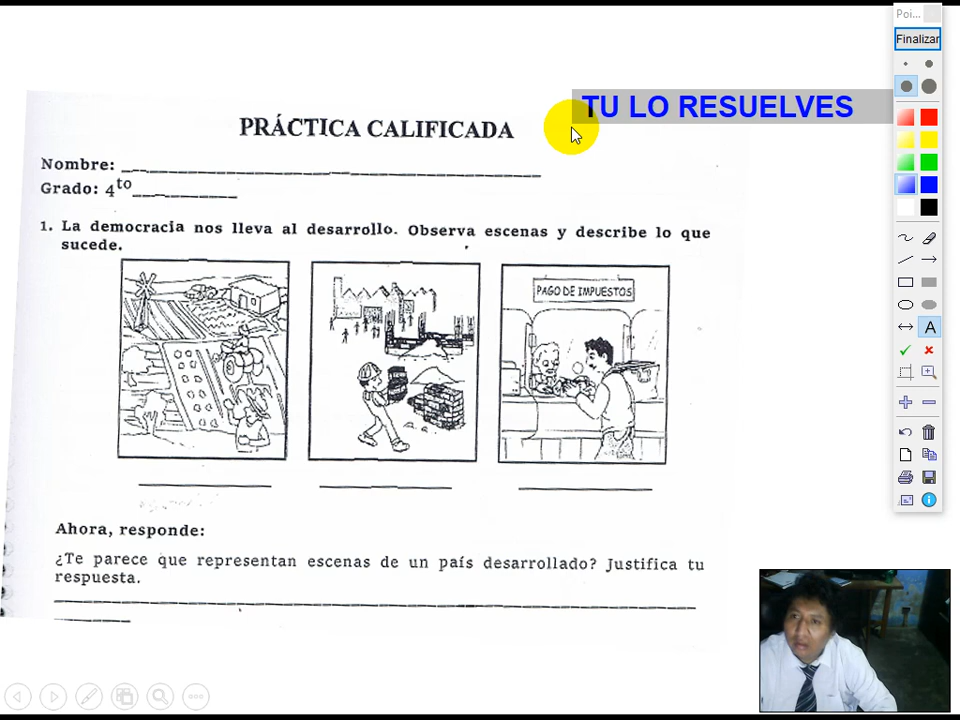 Poi...
Finalizar
TU LO RESUELVES
PRÁCTICA CALIFICADA
Nombre:
Grado: 4to
1. La democracia nos lleva al desarrollo. Observa escenas y describe lo que
sucede.
PAGO DE IMPUESTOS
Ahora, responde:
¿Te parece que representan escenas de un país desarrollado? Justifica tu
respuesta.